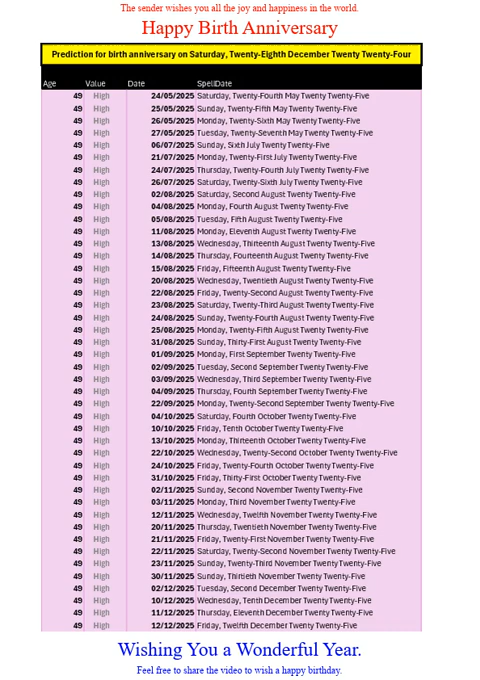 The sender wishes you all the joy and happiness in the world.
Happy Birth Anniversary
Prediction for birth anniversary on Saturday, Twenty-Eighth December Twenty Twenty-Four
Age Value Date SpellDate
49 High 24/05/2025 Saturday, Twenty-Fourth May Twenty Twenty-Five
49 High 25/05/2025 Sunday, Twenty-Fifth May Twenty Twenty-Five
49 High 26/05/2025 Monday, Twenty-Sixth May Twenty Twenty-Five
49 High 27/05/2025 Tuesday, Twenty-Seventh May Twenty Twenty-Five
49 High 06/07/2025 Sunday, Sixth July Twenty Twenty-Five
49 High 21/07/2025 Monday, Twenty-First July Twenty Twenty-Five
49 High 24/07/2025 Thursday, Twenty-Fourth July Twenty Twenty-Five
49 High 26/07/2025 Saturday, Twenty-Sixth July Twenty Twenty-Five
49 High 02/08/2025 Saturday, Second August Twenty Twenty-Five
49 High 04/08/2025 Monday, Fourth August Twenty Twenty-Five
49 High 05/08/2025 Tuesday, Fifth August Twenty Twenty-Five
49 High 11/08/2025 Monday, Eleventh August Twenty Twenty-Five
49 High 13/08/2025 Wednesday, Thirteenth August Twenty Twenty-Five
49 High 14/08/2025 Thursday, Fourteenth August Twenty Twenty-Five
49 High 15/08/2025 Friday, Fifteenth August Twenty Twenty-Five
49 High 20/08/2025 Wednesday, Twentieth August Twenty Twenty-Five
49 High 22/08/2025 Friday, Twenty-Second August Twenty Twenty-Five
49 High 23/08/2025 Saturday, Twenty-Third August Twenty Twenty-Five
49 High 24/08/2025 Sunday, Twenty-Fourth August Twenty Twenty-Five
49 High 25/08/2025 Monday, Twenty-Fifth August Twenty Twenty-Five
49 High 31/08/2025 Sunday, Thirty-First August Twenty Twenty-Five
49 High 01/09/2025 Monday, First September Twenty Twenty-Five
49 High 02/09/2025 Tuesday, Second September Twenty Twenty-Five
49 High 03/09/2025 Wednesday, Third September Twenty Twenty-Five
49 High 04/09/2025 Thursday, Fourth September Twenty Twenty-Five
49 High 22/09/2025 Monday, Twenty-Second September Twenty Twenty-Five
49 High 04/10/2025 Saturday, Fourth October Twenty Twenty-Five
49 High 10/10/2025 Friday, Tenth October Twenty Twenty-Five
49 High 13/10/2025 Monday, Thirteenth October Twenty Twenty-Five
49 High 22/10/2025 Wednesday, Twenty-Second October Twenty Twenty-Five
49 High 24/10/2025 Friday, Twenty-Fourth October Twenty Twenty-Five
49 High 31/10/2025 Friday, Thirty-First October Twenty Twenty-Five
49 High 02/11/2025 Sunday, Second November Twenty Twenty-Five
49 High 03/11/2025 Monday, Third November Twenty Twenty-Five
49 High 12/11/2025 Wednesday, Twelfth November Twenty Twenty-Five
49 High 20/11/2025 Thursday, Twentieth November Twenty Twenty-Five
49 High 21/11/2025 Friday, Twenty-First November Twenty Twenty-Five
49 High 22/11/2025 Saturday, Twenty-Second November Twenty Twenty-Five
49 High 23/11/2025 Sunday, Twenty-Third November Twenty Twenty-Five
49 High 30/11/2025 Sunday, Thirtieth November Twenty Twenty-Five
49 High 02/12/2025 Tuesday, Second December Twenty Twenty-Five
49 High 10/12/2025 Wednesday, Tenth December Twenty Twenty-Five
49 High 11/12/2025 Thursday, Eleventh December Twenty Twenty-Five
49 High 12/12/2025 Friday, Twelfth December Twenty Twenty-Five
Wishing You a Wonderful Year.
Feel free to share the video to wish a happy birthday.